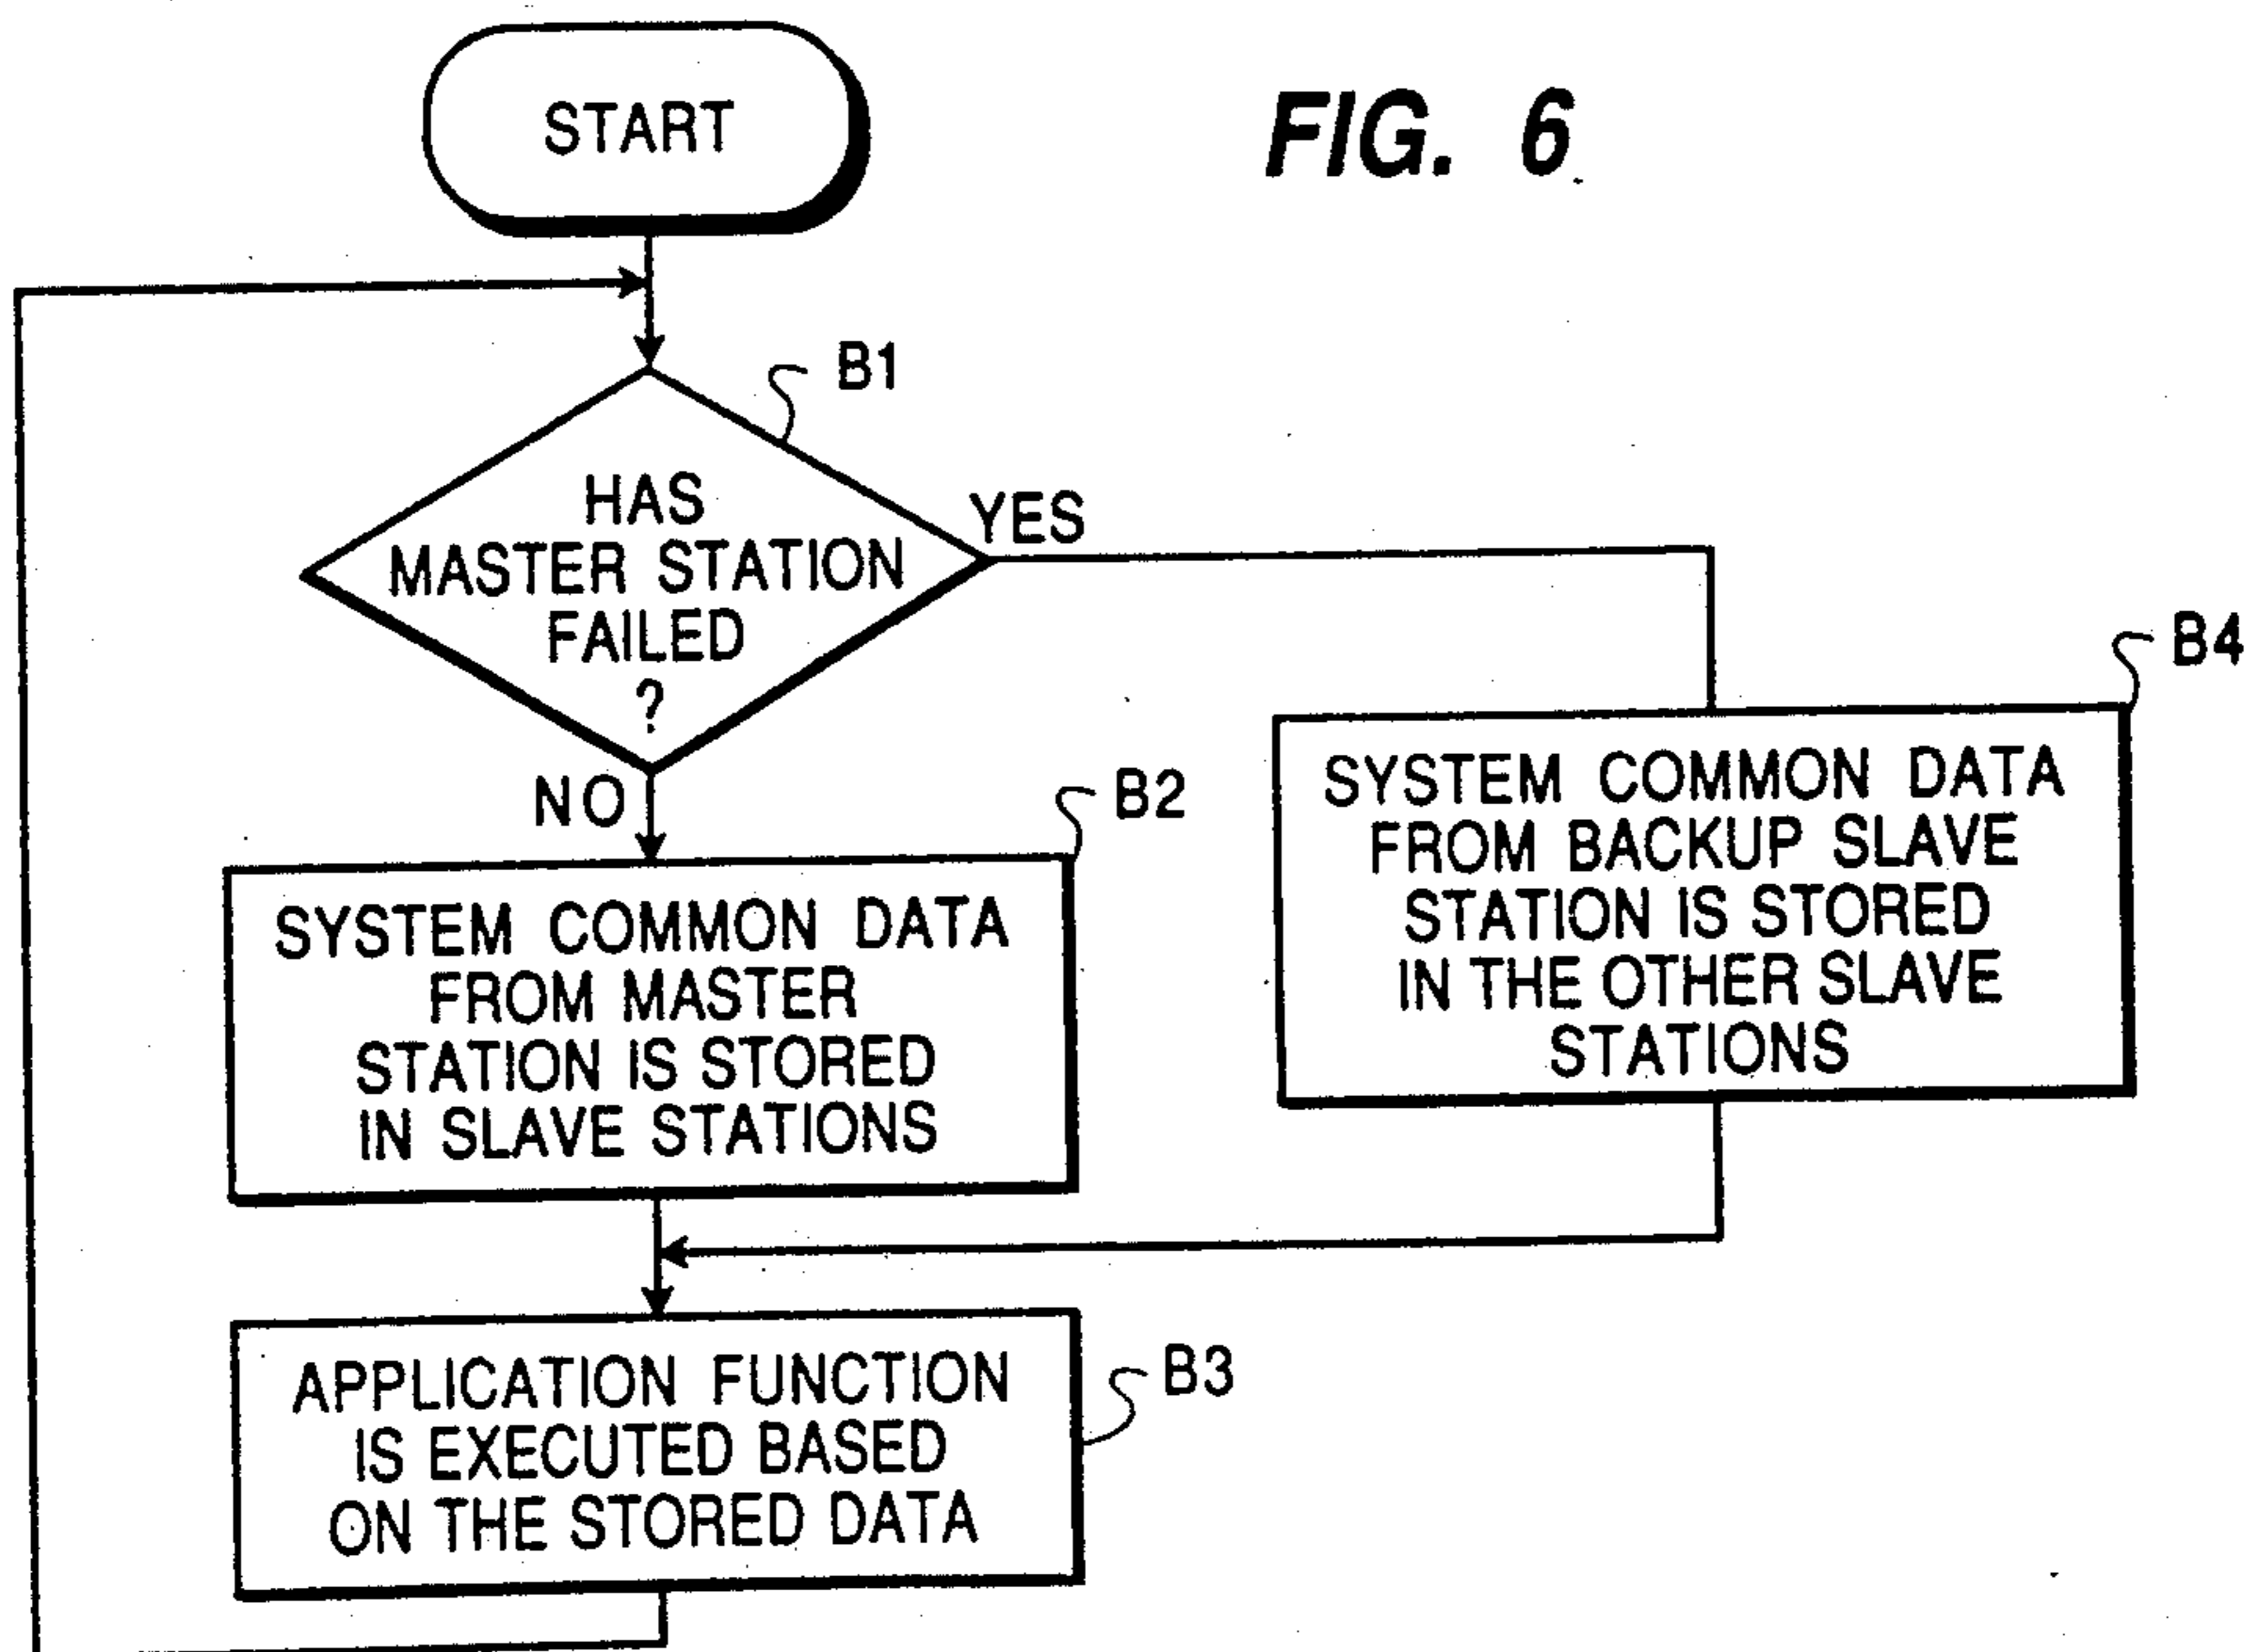 START
FIG. 6
B1
HAS
MASTER STATION
FAILED
?
YES
NO
B2
SYSTEM COMMON DATA
FROM MASTER
STATION IS STORED
IN SLAVE STATIONS
B4
SYSTEM COMMON DATA
FROM BACKUP SLAVE
STATION IS STORED
IN THE OTHER SLAVE
STATIONS
B3
APPLICATION FUNCTION
IS EXECUTED BASED
ON THE STORED DATA